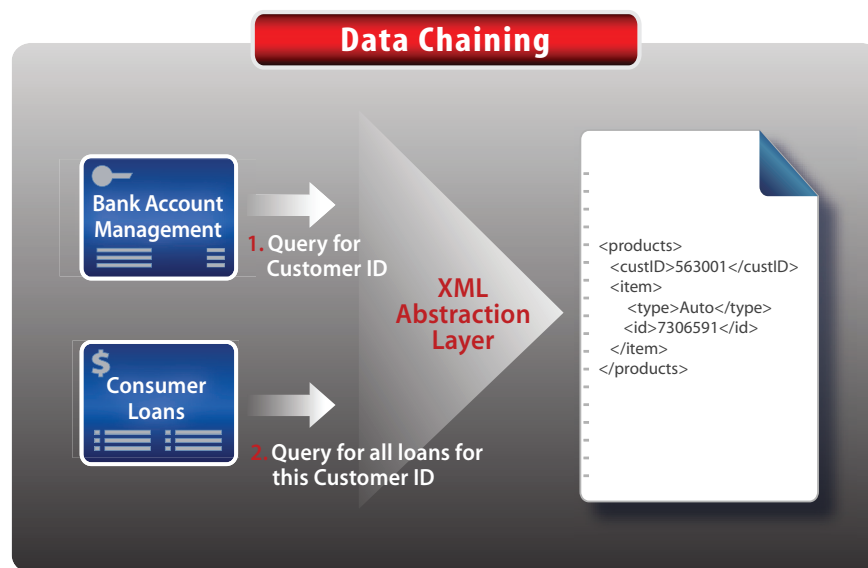 Data Chaining
Bank Account
Management
1. Query for
Customer ID
$
Consumer
Loans
2. Query for all loans for
this Customer ID
XML
Abstraction
Layer
<products>
<custID>563001</custID>
<item>
<type>Auto</type>
<id>7306591</id>
</item>
</products>